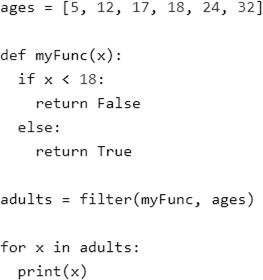 ages = [5, 12, 17, 18, 24, 32]
def myFunc(x):
  if x < 18:
    return False
  else:
    return True
adults = filter(myFunc, ages)
for x in adults:
  print(x)